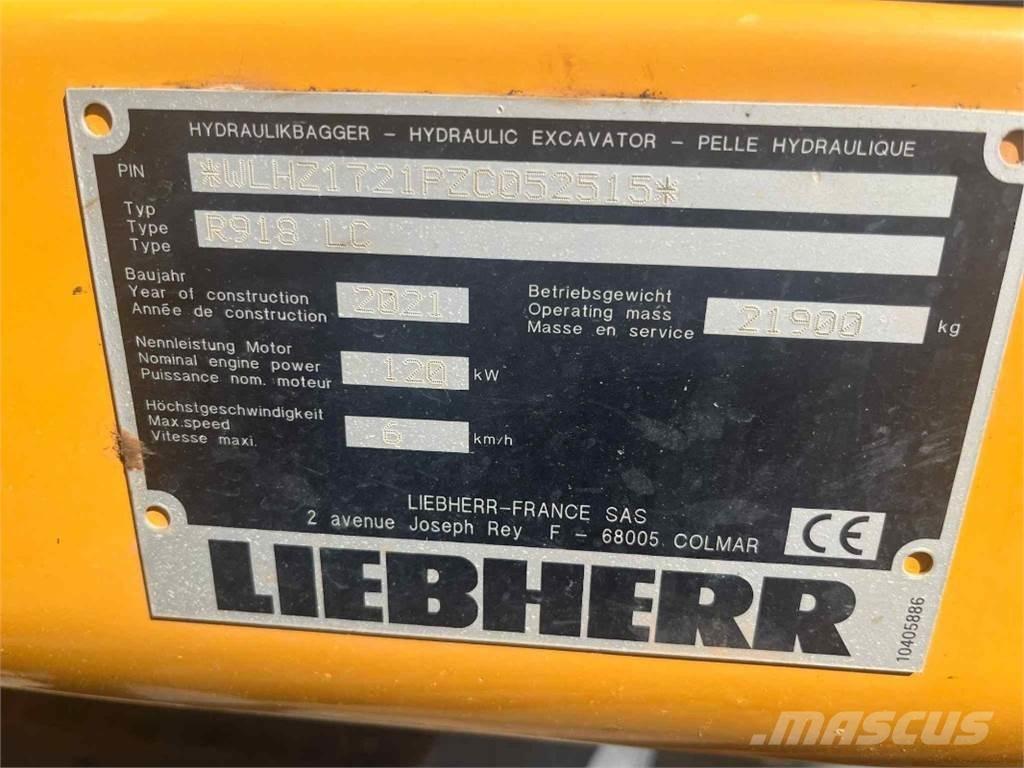 HYDRAULIKBAGGER – HYDRAULIC EXCAVATOR – PELLE HYDRAULIQUE
PIN *WLHZ1721PZC052515*
Typ
Type R918 LC
Type
Baujahr
Year of construction 2021
Année de construction
Betriebsgewicht
Operating mass 21900 kg
Masse en service
Nennleistung Motor
Nominal engine power 120 kW
Puissance nom. moteur
Höchstgeschwindigkeit
Max.speed 6 km/h
Vitesse maxi.
LIEBHERR–FRANCE SAS
2 avenue Joseph Rey F – 68005 COLMAR
CE
LIEBHERR
10405886
mascus